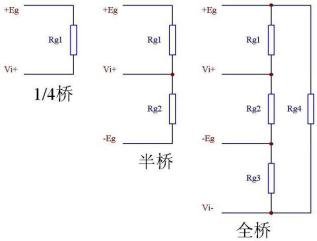 +Eg
Rg1
Vi+
1/4桥
+Eg
Rg1
Vi+
Rg2
-Eg
半桥
+Eg
Rg1
Vi+
Rg2
Rg4
-Eg
Rg3
Vi-
全桥